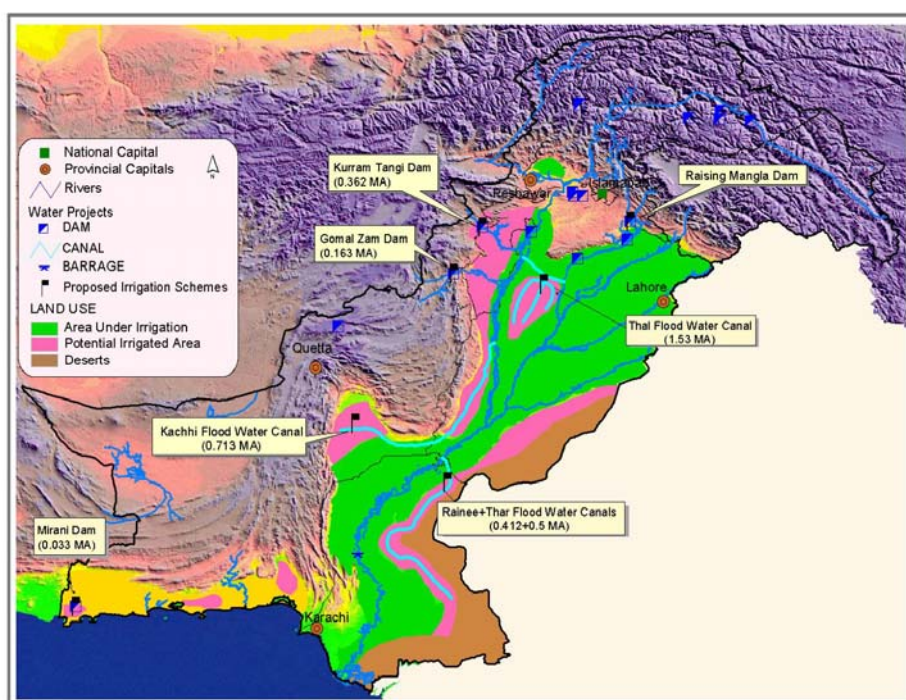 National Capital
Provincial Capitals
Rivers
Water Projects
DAM
CANAL
BARRAGE
Proposed Irrigation Schemes
LAND USE
Area Under Irrigation
Potential Irrigated Area
Deserts
N
Kurram Tangi Dam
(0.362 MA)
Raising Mangla Dam
Peshawar
Islamabad
Gomal Zam Dam
(0.163 MA)
Lahore
Thal Flood Water Canal
(1.53 MA)
Quetta
Kachhi Flood Water Canal
(0.713 MA)
Rainee+Thar Flood Water Canals
(0.412+0.5 MA)
Mirani Dam
(0.033 MA)
Karachi